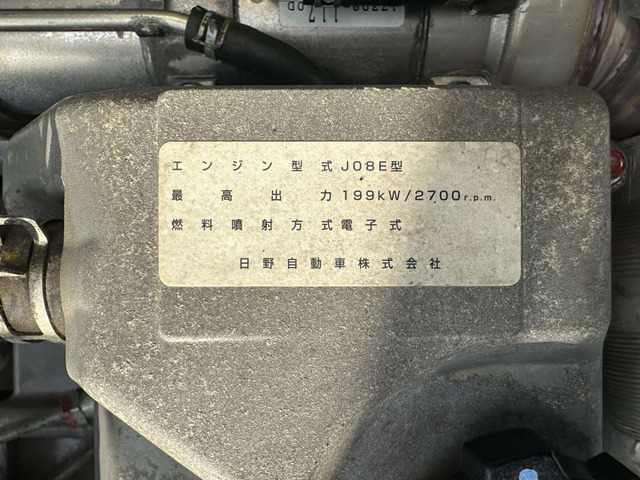 エンジン型式J08E型
最高出力199kW/2700r.p.m.
燃料噴射方式電子式
日野自動車株式会社